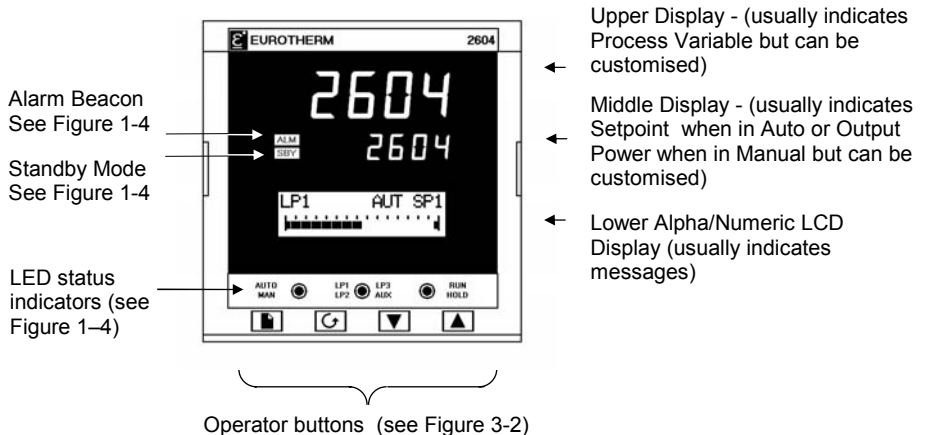 EUROTHERM 2604
2604
ALM
2604
SBY
LP1 AUT SP1
AUTO
MAN
LP1
LP2
LP3
AUX
RUN
HOLD
Alarm Beacon
See Figure 1-4
Standby Mode
See Figure 1-4
LED status
indicators (see
Figure 1–4)
Upper Display - (usually indicates
Process Variable but can be
customised)
Middle Display - (usually indicates
Setpoint when in Auto or Output
Power when in Manual but can be
customised)
Lower Alpha/Numeric LCD
Display (usually indicates
messages)
Operator buttons (see Figure 3-2)